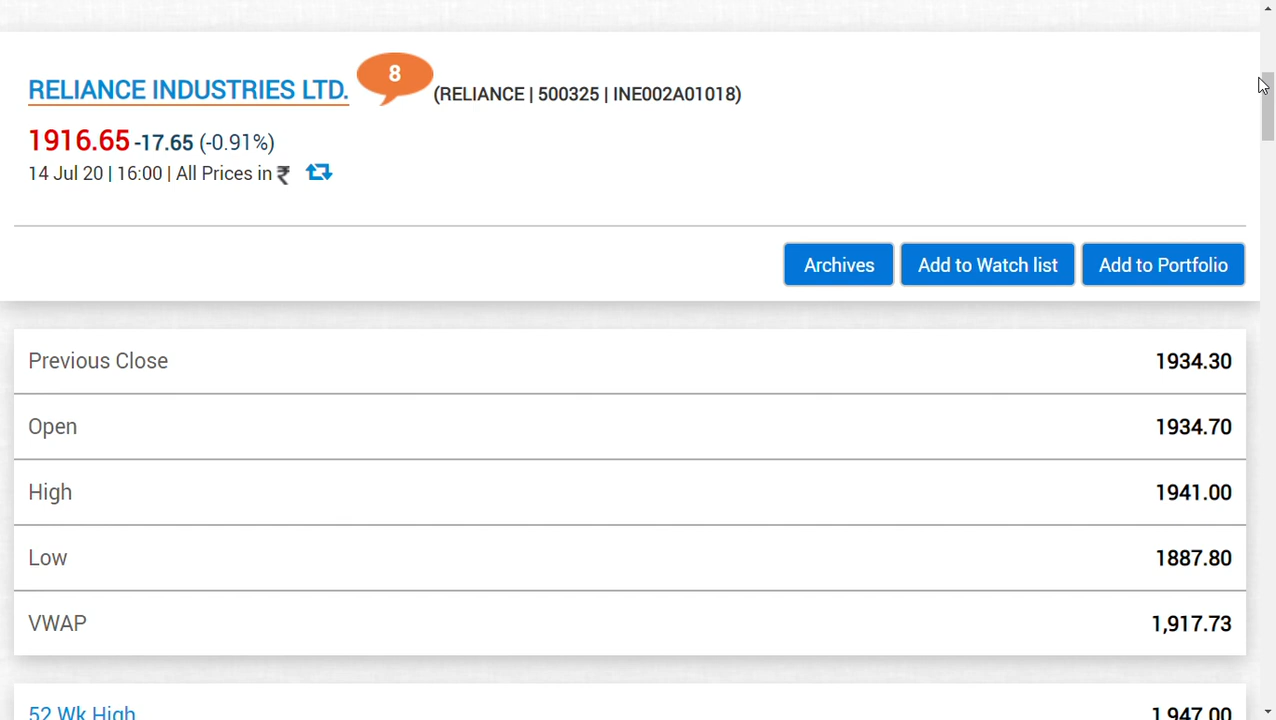 RELIANCE INDUSTRIES LTD. 8 (RELIANCE | 500325 | INE002A01018)
1916.65 -17.65 (-0.91%)
14 Jul 20 | 16:00 | All Prices in ₹
Archives Add to Watch list Add to Portfolio
Previous Close 1934.30
Open 1934.70
High 1941.00
Low 1887.80
VWAP 1,917.73
52 Wk High 1,947.00